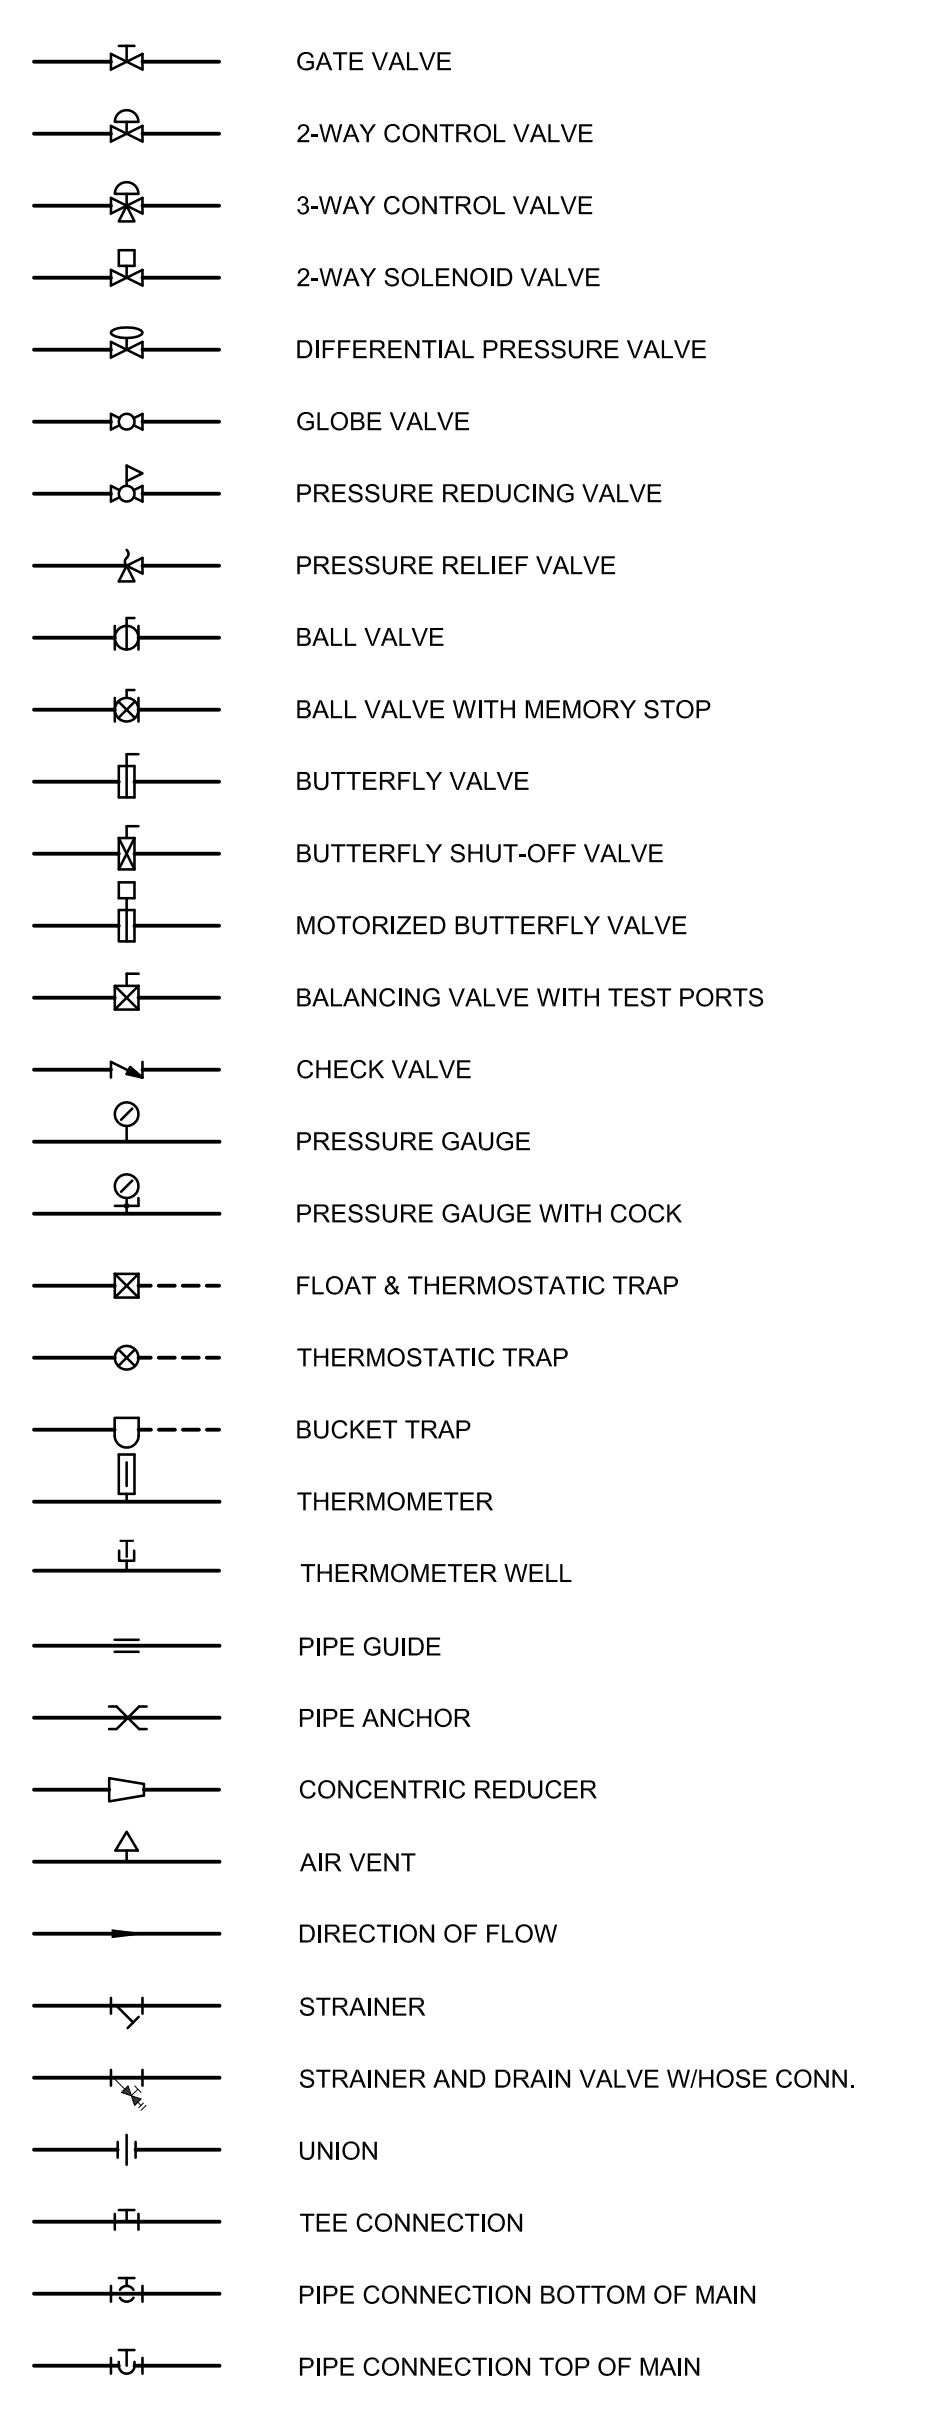 GATE VALVE
2-WAY CONTROL VALVE
3-WAY CONTROL VALVE
2-WAY SOLENOID VALVE
DIFFERENTIAL PRESSURE VALVE
GLOBE VALVE
PRESSURE REDUCING VALVE
PRESSURE RELIEF VALVE
BALL VALVE
BALL VALVE WITH MEMORY STOP
BUTTERFLY VALVE
BUTTERFLY SHUT-OFF VALVE
MOTORIZED BUTTERFLY VALVE
BALANCING VALVE WITH TEST PORTS
CHECK VALVE
PRESSURE GAUGE
PRESSURE GAUGE WITH COCK
FLOAT & THERMOSTATIC TRAP
THERMOSTATIC TRAP
BUCKET TRAP
THERMOMETER
THERMOMETER WELL
PIPE GUIDE
PIPE ANCHOR
CONCENTRIC REDUCER
AIR VENT
DIRECTION OF FLOW
STRAINER
STRAINER AND DRAIN VALVE W/HOSE CONN.
UNION
TEE CONNECTION
PIPE CONNECTION BOTTOM OF MAIN
PIPE CONNECTION TOP OF MAIN